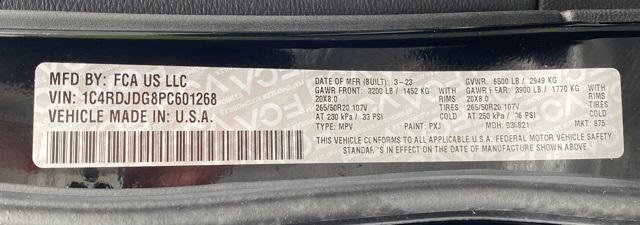 MFD BY: FCA US LLC
VIN: 1C4RDJDG8PC601268
VEHICLE MADE IN: U.S.A.
DATE OF MFR (BUILT): 3-23 GVWR: 6500 LB / 2949 KG
GAWR FRONT: 3200 LB / 1452 KG GAWR REAR: 3900 LB / 1770 KG
20X8.0 TIRES RIMS 20X8.0 TIRES RIMS
265/50R20 107V 265/50R20 107V
AT 230 kPa / 33 PSI COLD AT 250 kPa / 36 PSI COLD
TYPE: MPV PAINT: PXJ MDH: MKT: 875
THIS VEHICLE CONFORMS TO ALL APPLICABLE U.S.A. FEDERAL MOTOR VEHICLE SAFETY
STANDARDS IN EFFECT ON THE DATE OF MANUFACTURE SHOWN ABOVE.